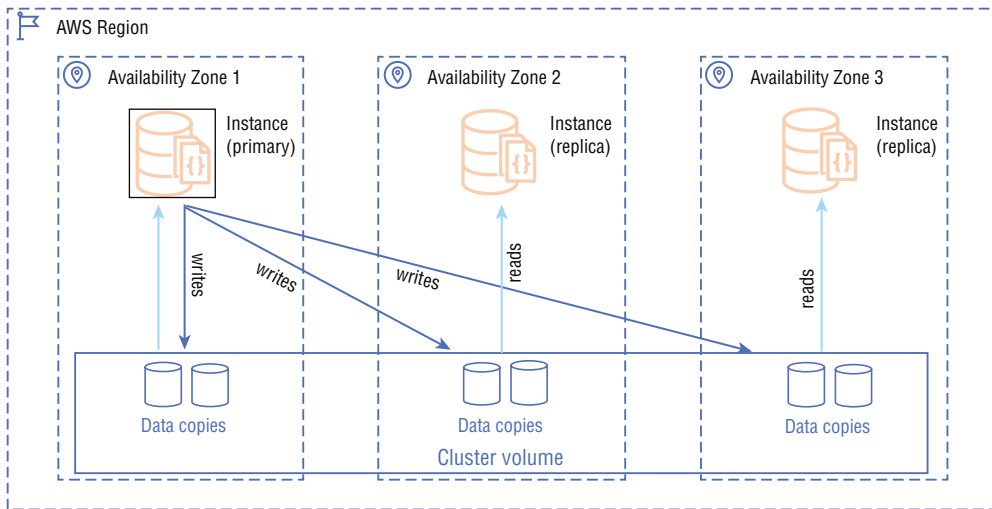 AWS Region
Availability Zone 1
Availability Zone 2
Availability Zone 3
Instance
(primary)
Instance
(replica)
Instance
(replica)
{ }
{ }
{ }
writes
writes
writes
reads
reads
Data copies
Data copies
Data copies
Cluster volume